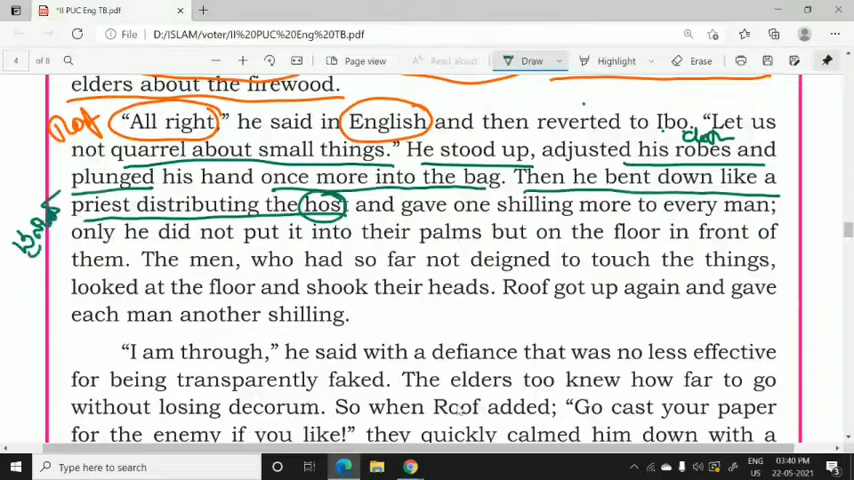 *II PUC Eng TB.pdf
File
D:/ISLAM/voter/II%20PUC%20Eng%20TB.pdf
4 of 8
Page view
Read aloud
Draw
Highlight
Erase
elders about the firewood.
"All right," he said in English and then reverted to Ibo. "Let us
not quarrel about small things." He stood up, adjusted his robes and
plunged his hand once more into the bag. Then he bent down like a
priest distributing the host and gave one shilling more to every man;
only he did not put it into their palms but on the floor in front of
them. The men, who had so far not deigned to touch the things,
looked at the floor and shook their heads. Roof got up again and gave
each man another shilling.
"I am through," he said with a defiance that was no less effective
for being transparently faked. The elders too knew how far to go
without losing decorum. So when Roof added; "Go cast your paper
for the enemy if you like!" they quickly calmed him down with a
Type here to search
ENG
US
03:40 PM
22-05-2021
3